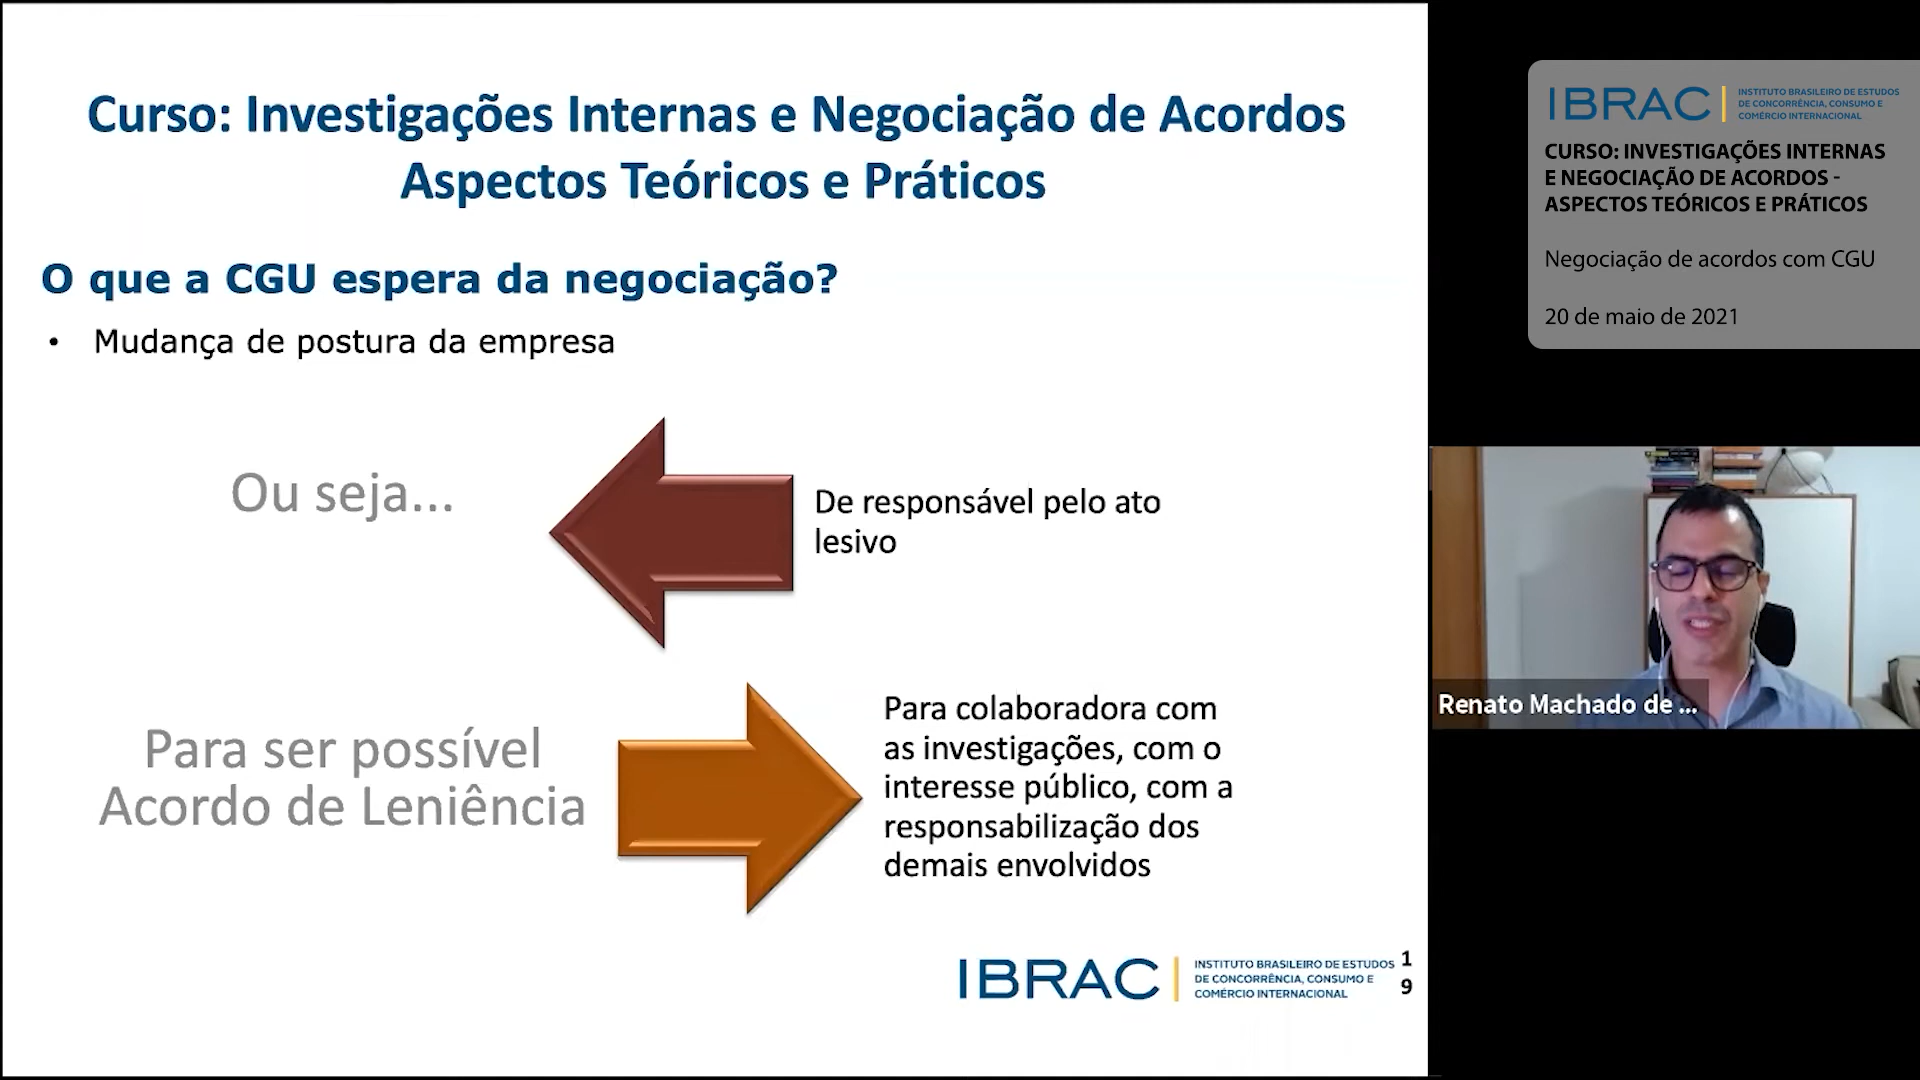 Curso: Investigações Internas e Negociação de Acordos
Aspectos Teóricos e Práticos
O que a CGU espera da negociação?
• Mudança de postura da empresa
Ou seja...
De responsável pelo ato
lesivo
Para ser possível
Acordo de Leniência
Para colaboradora com
as investigações, com o
interesse público, com a
responsabilização dos
demais envolvidos
IBRAC
INSTITUTO BRASILEIRO DE ESTUDOS
DE CONCORRÊNCIA, CONSUMO E
COMÉRCIO INTERNACIONAL
1
9
IBRAC
INSTITUTO BRASILEIRO DE ESTUDOS
DE CONCORRÊNCIA, CONSUMO E
COMÉRCIO INTERNACIONAL
CURSO: INVESTIGAÇÕES INTERNAS
E NEGOCIAÇÃO DE ACORDOS -
ASPECTOS TEÓRICOS E PRÁTICOS
Negociação de acordos com CGU
20 de maio de 2021
Renato Machado de ...